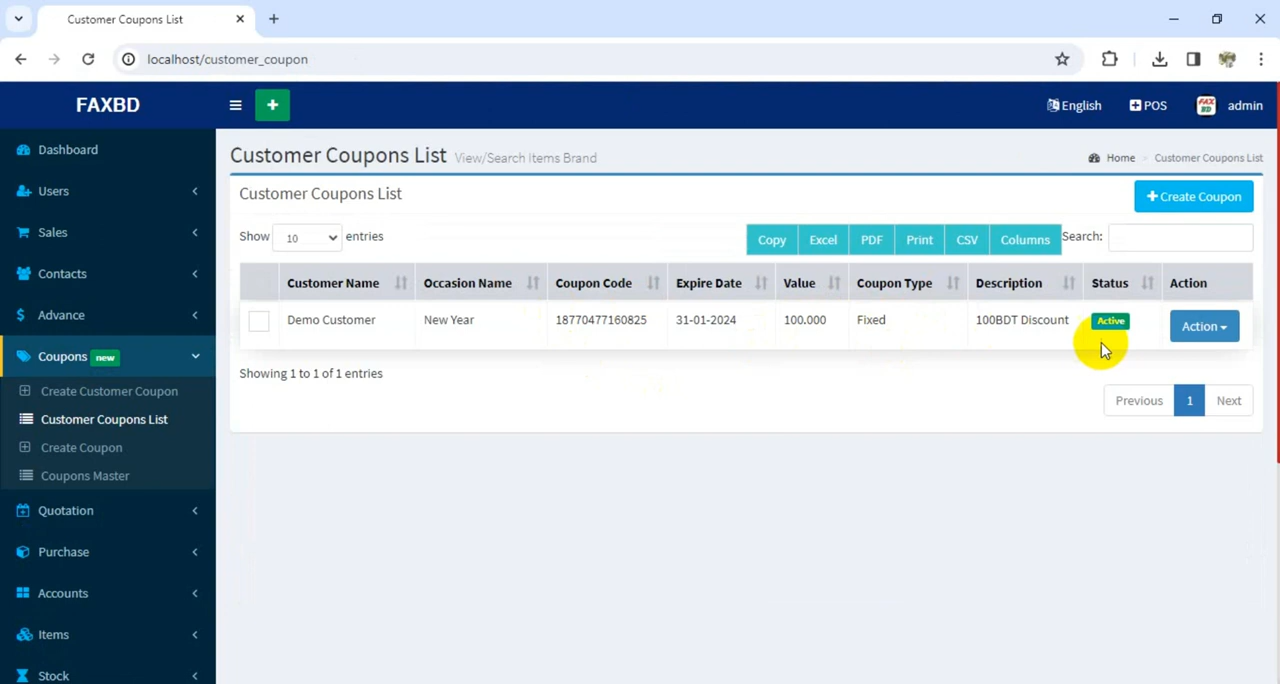 Customer Coupons List
localhost/customer_coupon
FAXBD
English
POS
FAX BD
admin
Dashboard
Users
Sales
Contacts
Advance
Coupons new
Create Customer Coupon
Customer Coupons List
Create Coupon
Coupons Master
Quotation
Purchase
Accounts
Items
Stock
Customer Coupons List View/Search Items Brand
Home Customer Coupons List
Customer Coupons List
Create Coupon
Show 10 entries
Copy Excel PDF Print CSV Columns
Search:
Customer Name Occasion Name Coupon Code Expire Date Value Coupon Type Description Status Action
Demo Customer New Year 18770477160825 31-01-2024 100.000 Fixed 100BDT Discount Active Action
Showing 1 to 1 of 1 entries
Previous 1 Next